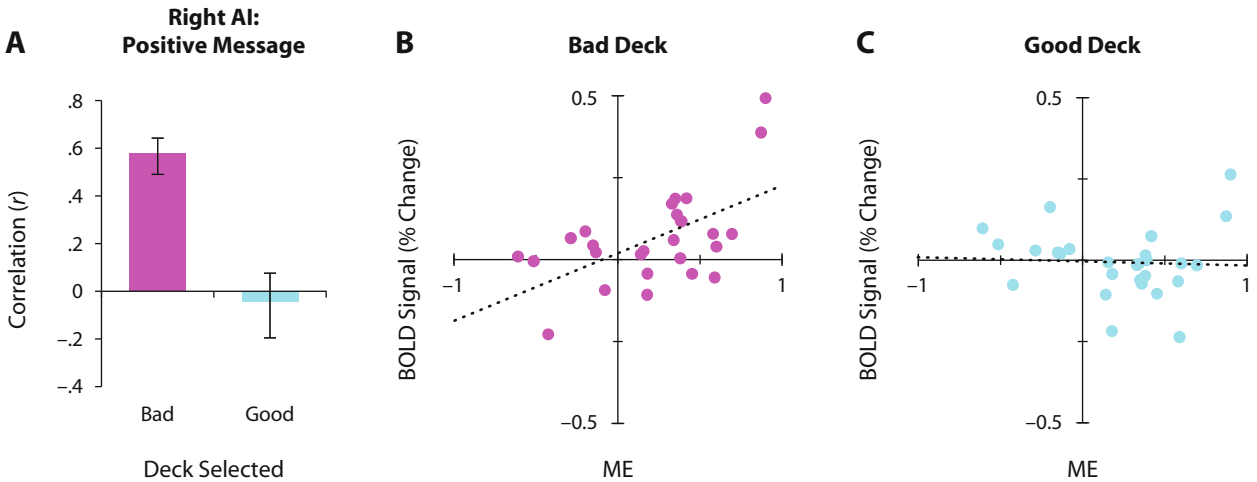 A
Right AI:
Positive Message
Correlation (r)
.8
.6
.4
.2
0
−.2
−.4
Bad
Good
Deck Selected
B
Bad Deck
BOLD Signal (% Change)
0.5
−1
1
−0.5
ME
C
Good Deck
BOLD Signal (% Change)
0.5
−1
1
−0.5
ME